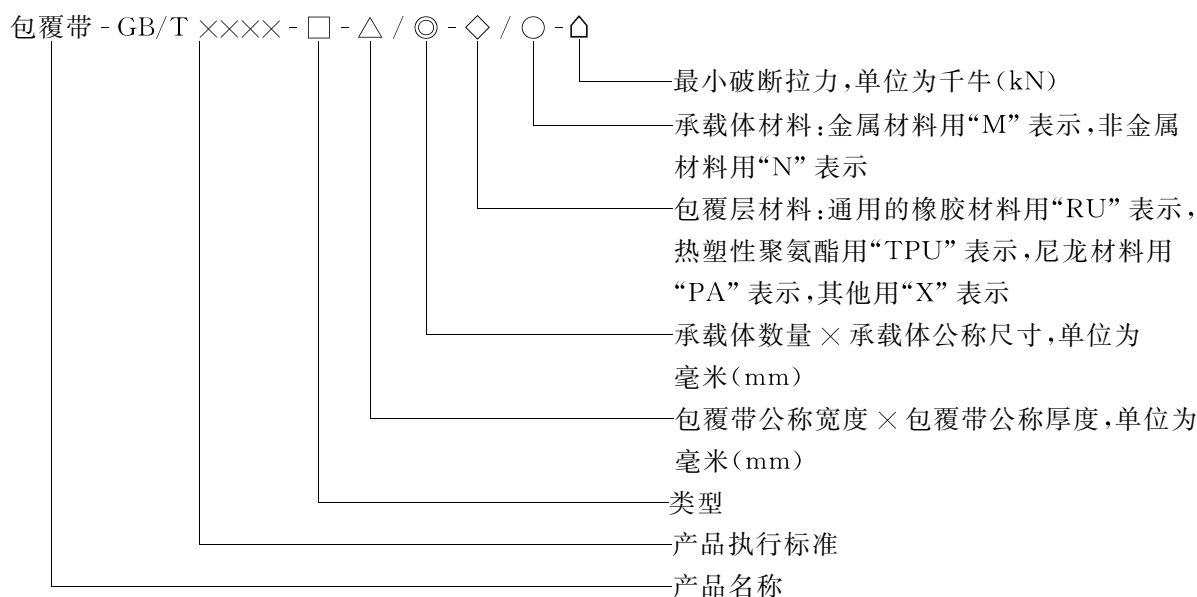 包覆带-GB/T ××××-□-△/◎-◇/○-⌂
最小破断拉力,单位为千牛(kN)
承载体材料:金属材料用“M”表示,非金属
材料用“N”表示
包覆层材料:通用的橡胶材料用“RU”表示,
热塑性聚氨酯用“TPU”表示,尼龙材料用
“PA”表示,其他用“X”表示
承载体数量×承载体公称尺寸,单位为
毫米(mm)
包覆带公称宽度×包覆带公称厚度,单位为
毫米(mm)
类型
产品执行标准
产品名称